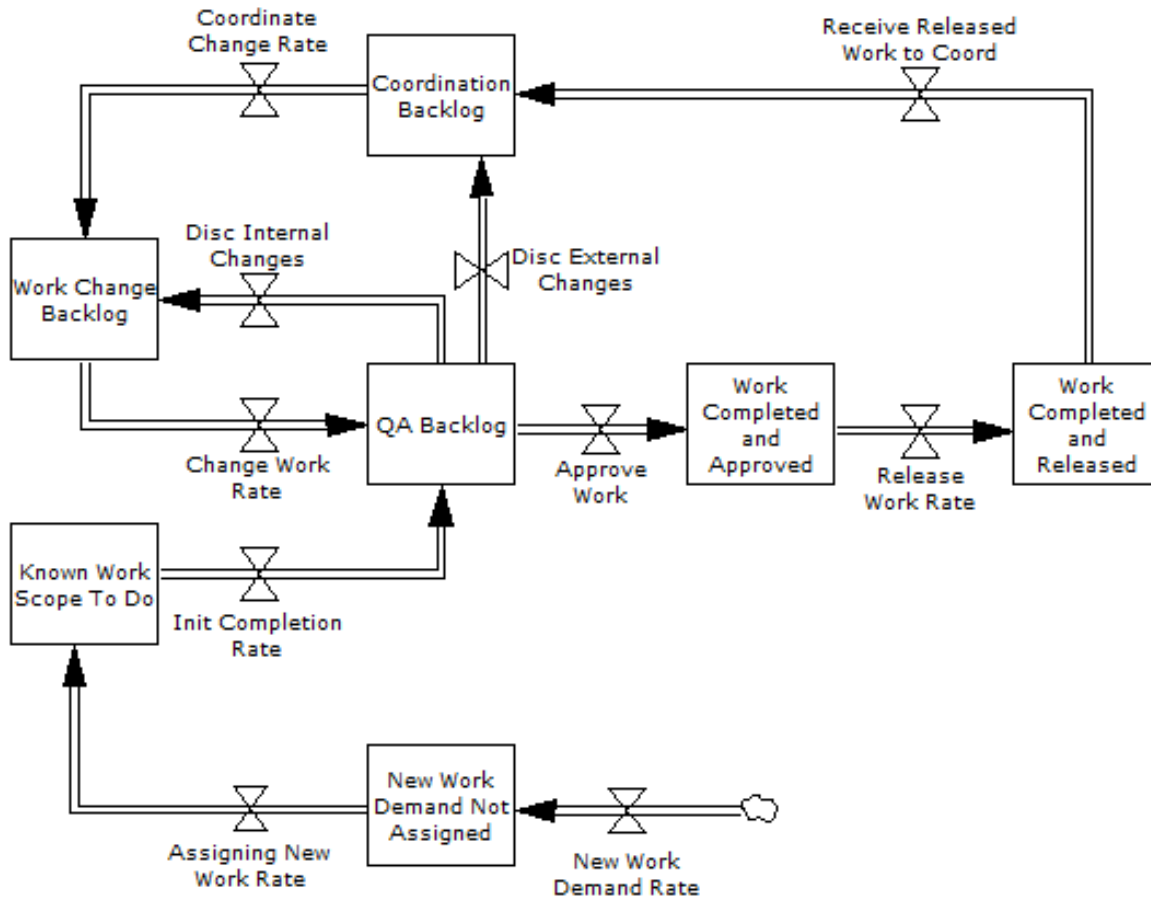 Coordinate
Change Rate
Receive Released
Work to Coord
Coordination
Backlog
Disc Internal
Changes
Disc External
Changes
Work Change
Backlog
Change Work
Rate
QA Backlog
Approve
Work
Work
Completed
and
Approved
Release
Work Rate
Work
Completed
and
Released
Known Work
Scope To Do
Init Completion
Rate
New Work
Demand Not
Assigned
Assigning New
Work Rate
New Work
Demand Rate